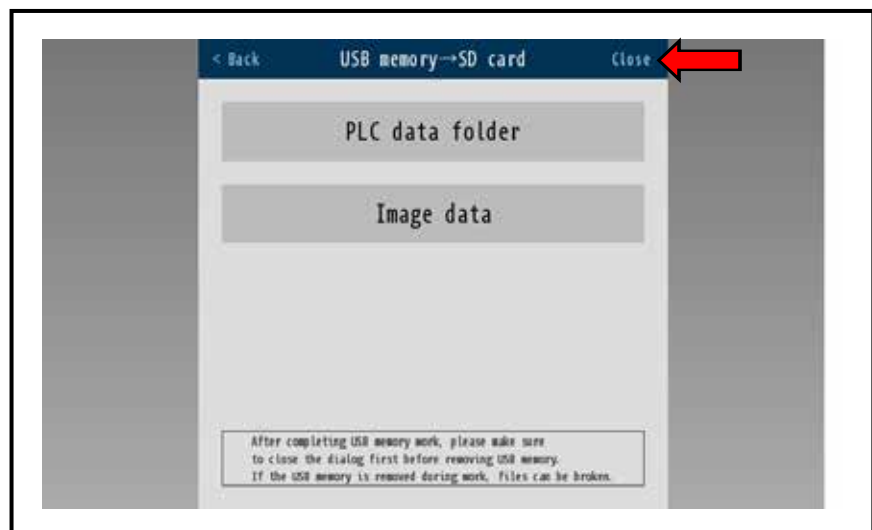 < Back USB memory→SD card Close
PLC data folder
Image data
After completing USB memory work, please make sure
to close the dialog first before removing USB memory.
If the USB memory is removed during work, files can be broken.